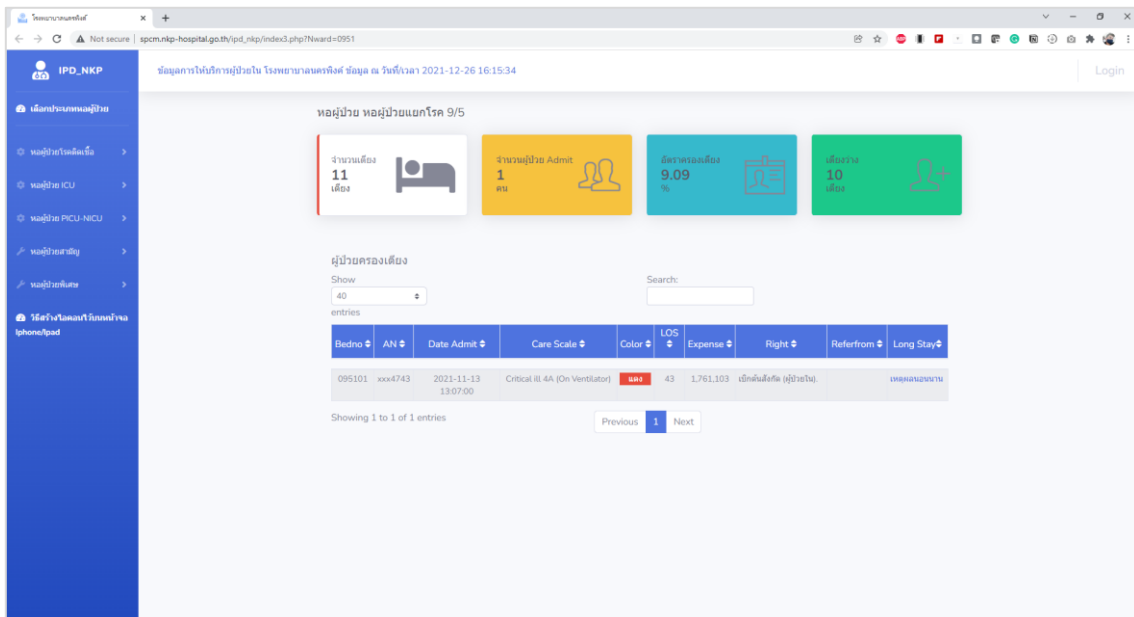 โรงพยาบาลนครพิงค์
Not secure | spcm.nkp-hospital.go.th/ipd_nkp/index3.php?Nward=0951
IPD_NKP
ข้อมูลการให้บริการผู้ป่วยใน โรงพยาบาลนครพิงค์ ข้อมูล ณ วันที่/เวลา 2021-12-26 16:15:34
Login
เลือกประเภทหอผู้ป่วย
หอผู้ป่วยโรคติดเชื้อ
หอผู้ป่วย ICU
หอผู้ป่วย PICU-NICU
หอผู้ป่วยสามัญ
หอผู้ป่วยพิเศษ
วิธีสร้างไอคอนไว้บนหน้าจอ
Iphone/Ipad
หอผู้ป่วย หอผู้ป่วยแยกโรค 9/5
จำนวนเตียง
11
เตียง
จำนวนผู้ป่วย Admit
1
คน
อัตราครองเตียง
9.09
%
เตียงว่าง
10
เตียง
ผู้ป่วยครองเตียง
Show
40
entries
Search:
Bedno AN Date Admit Care Scale Color LOS Expense Right Referfrom Long Stay
095101 xxx4743 2021-11-13 13:07:00 Critical ill 4A (On Ventilator) แดง 43 1,761,103 เบิกต้นสังกัด (ผู้ป่วยใน). เหตุผลนอนนาน
Showing 1 to 1 of 1 entries
Previous 1 Next